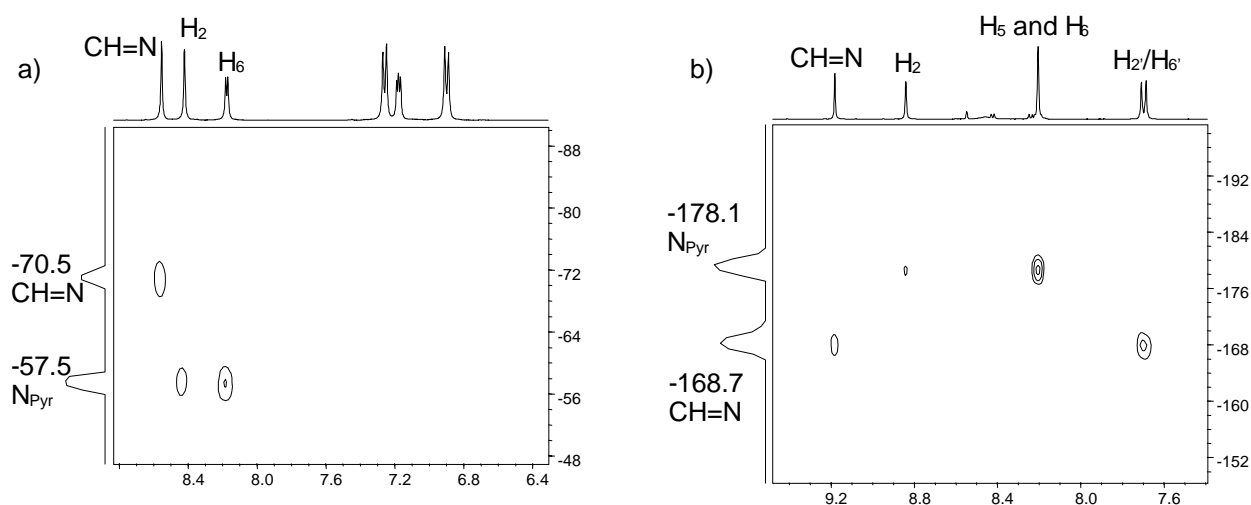 a)
CH=N
H2
H6
-88
-80
-72
-64
-56
-48
-70.5
CH=N
-57.5
NPyr
8.4 8.0 7.6 7.2 6.8 6.4
b)
CH=N
H2
H5 and H6
H2'/H6'
-192
-184
-176
-168
-160
-152
-178.1
NPyr
-168.7
CH=N
9.2 8.8 8.4 8.0 7.6